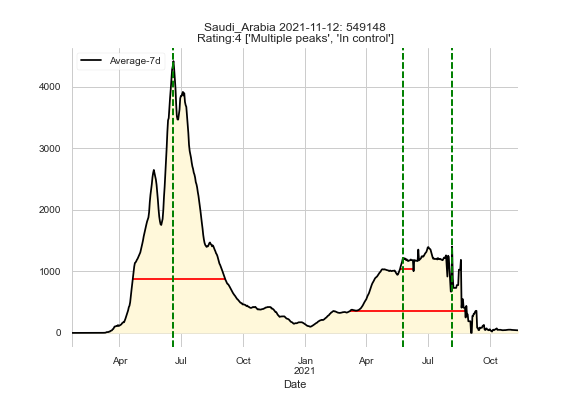 Saudi_Arabia 2021-11-12: 549148
Rating:4 ['Multiple peaks', 'In control']
Average-7d
4000
3000
2000
1000
0
Apr
Jul
Oct
Jan
2021
Apr
Jul
Oct
Date